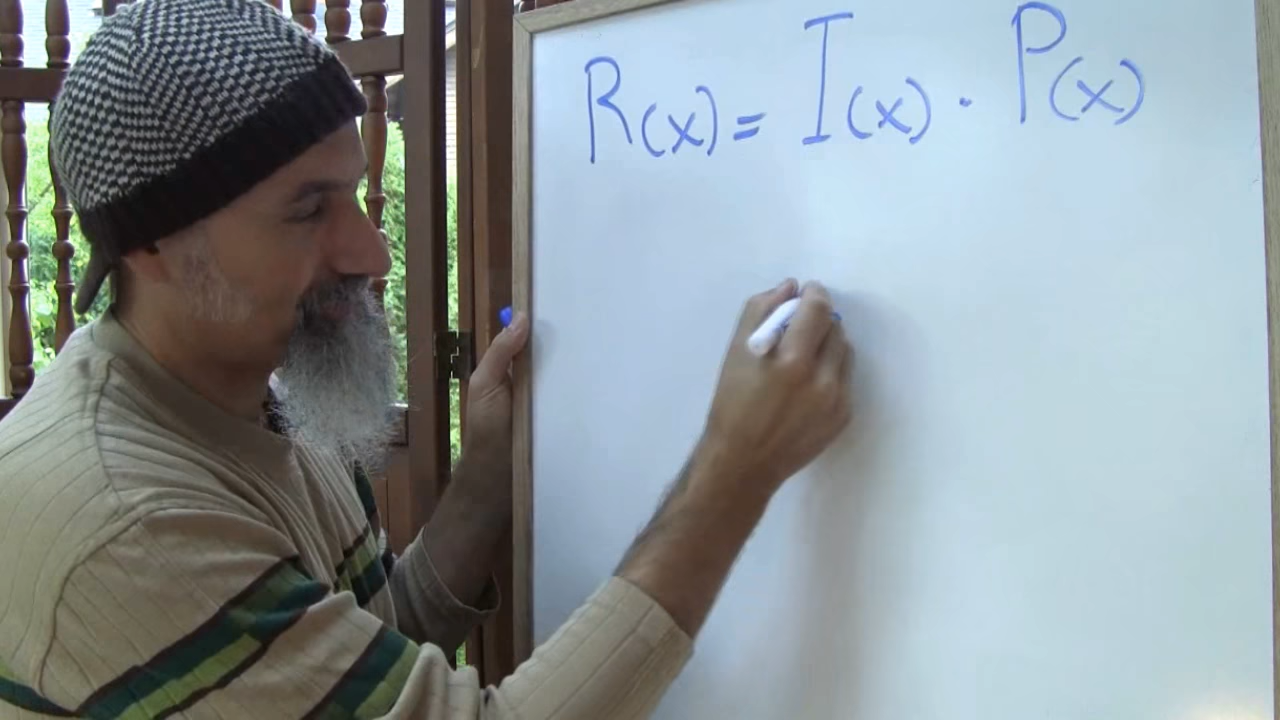 R(x) = I(x) · P(x)